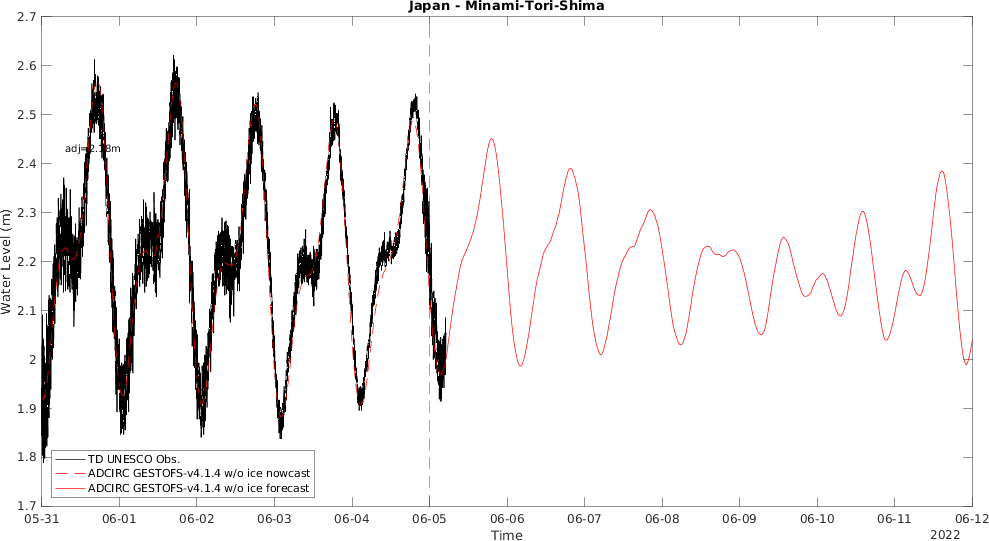 Japan - Minami-Tori-Shima
2.7
2.6
2.5
2.4
2.3
2.2
2.1
2
1.9
1.8
1.7
Water Level (m)
adj=2.18m
TD UNESCO Obs.
ADCIRC GESTOFS-v4.1.4 w/o ice nowcast
ADCIRC GESTOFS-v4.1.4 w/o ice forecast
05-31 06-01 06-02 06-03 06-04 06-05 06-06 06-07 06-08 06-09 06-10 06-11 06-12
Time
2022